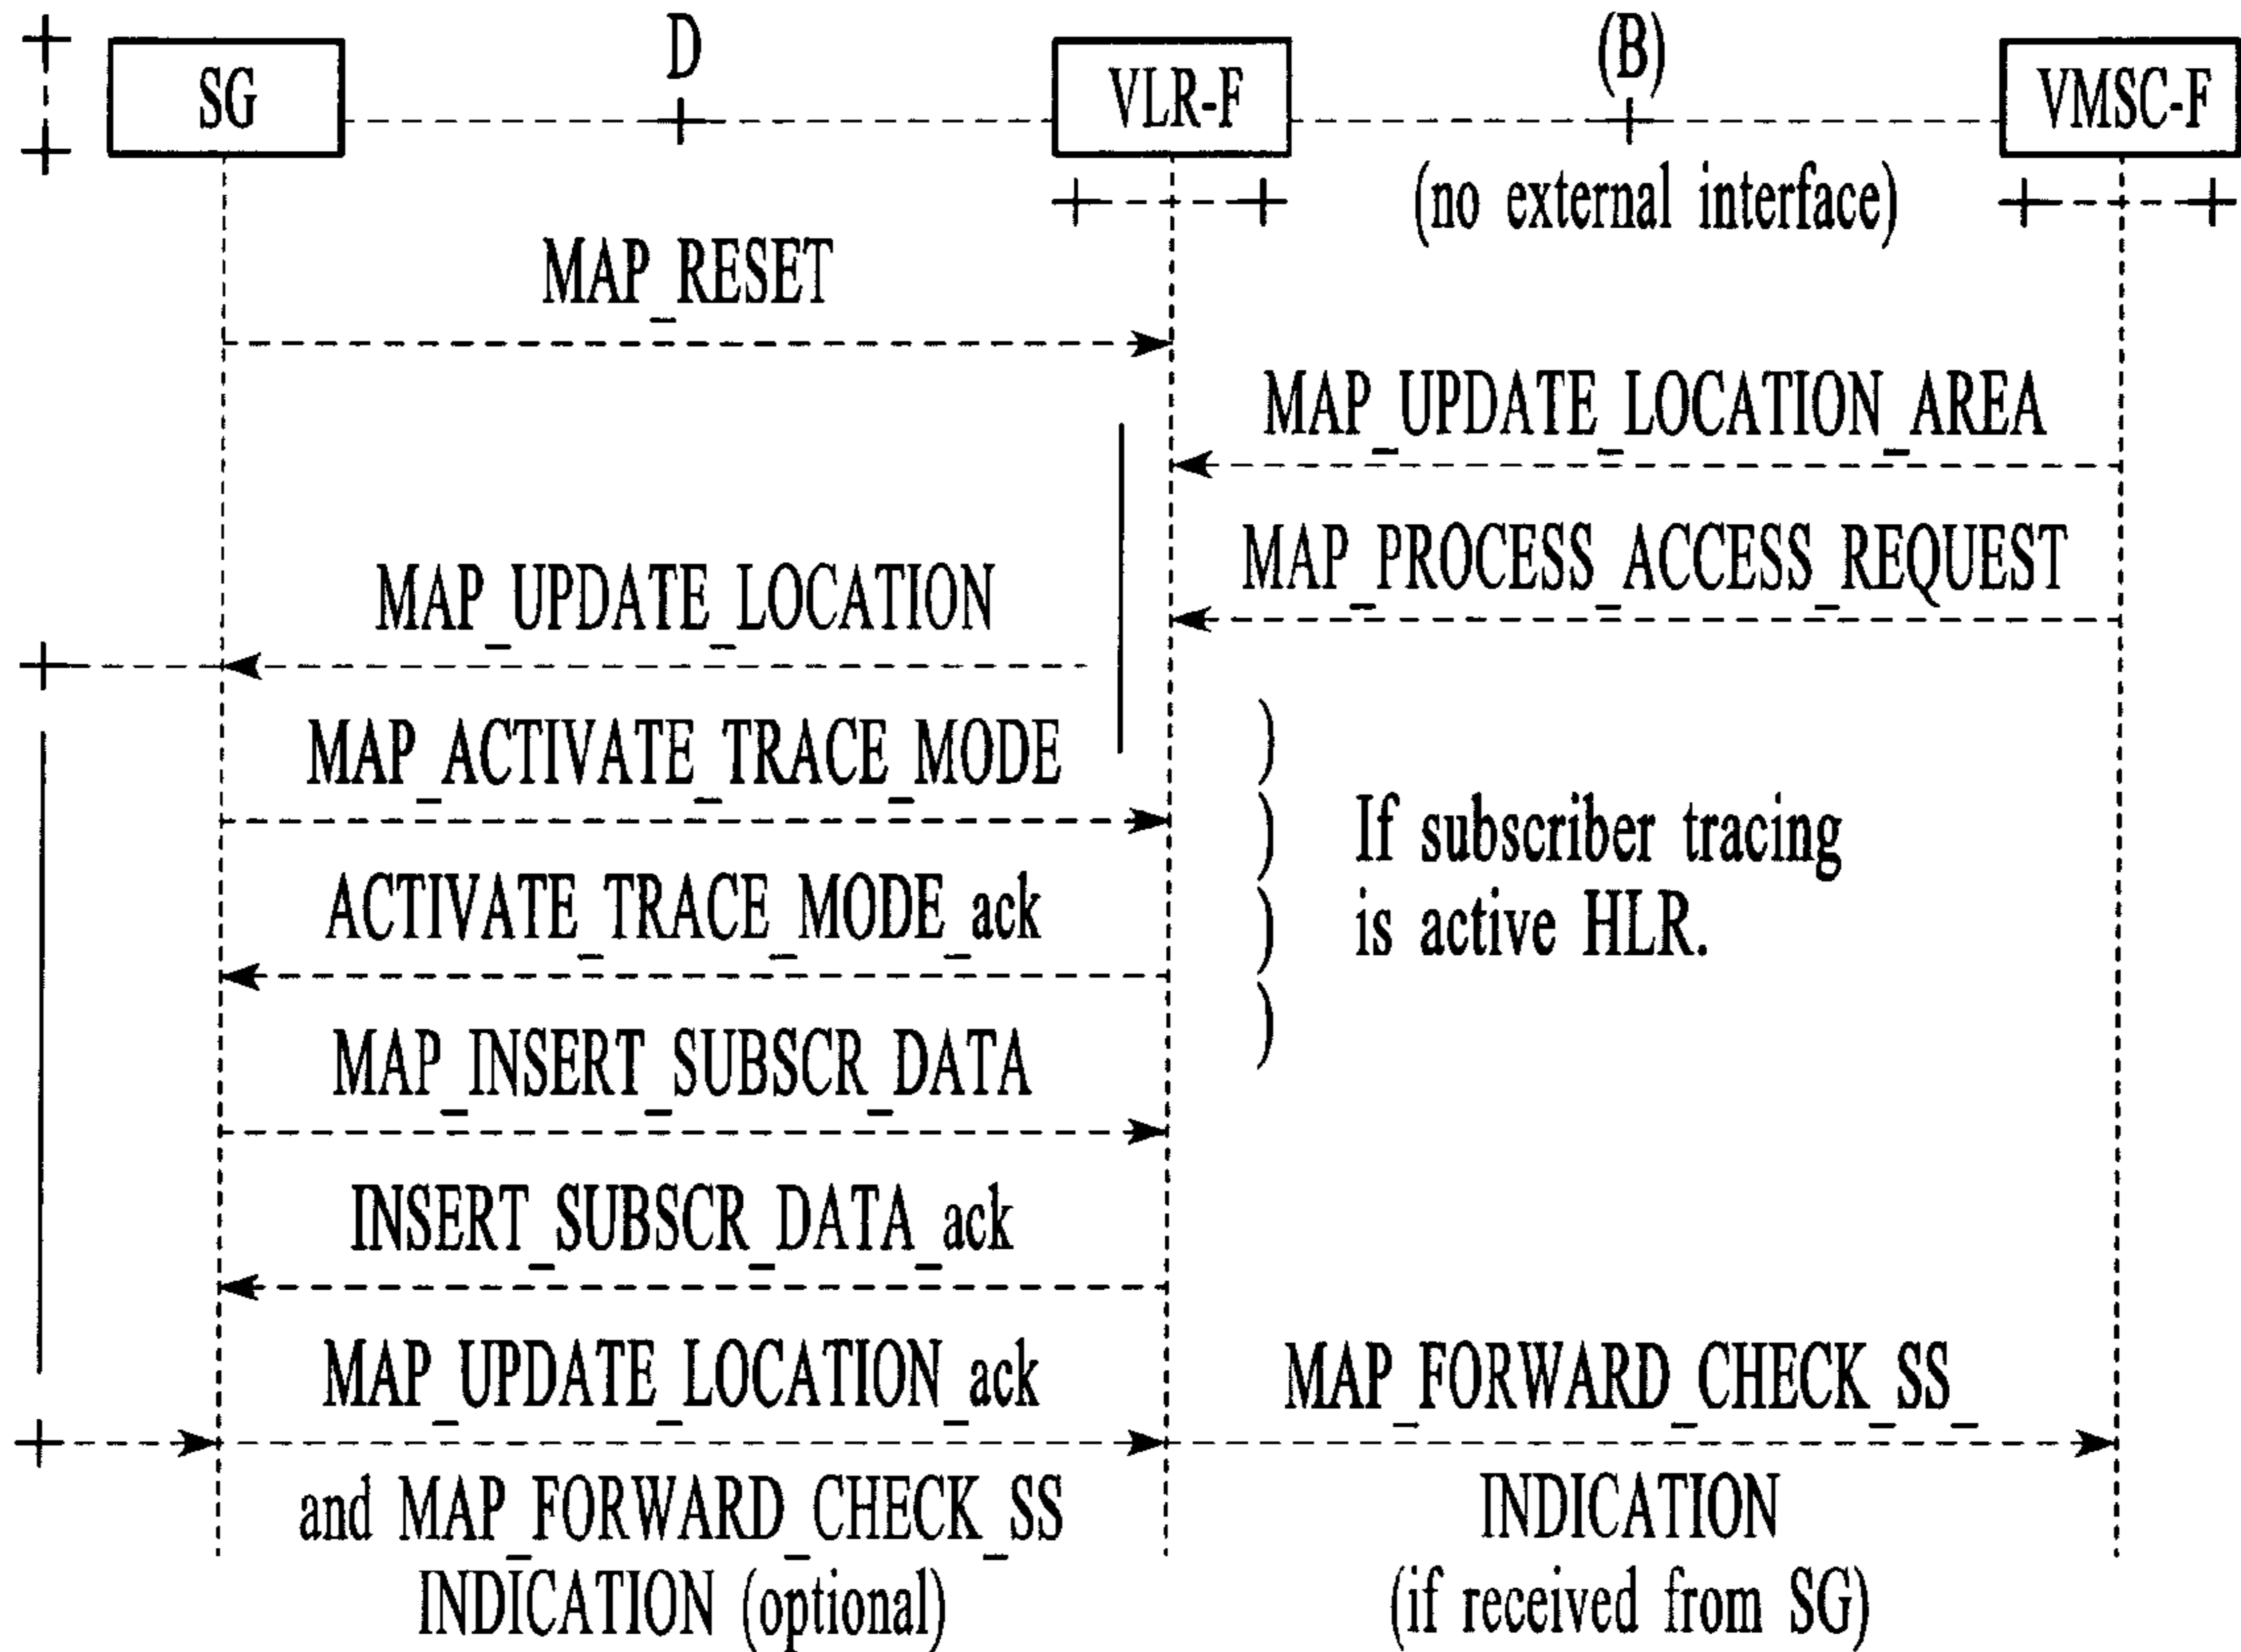 D
(B)
SG
VLR-F
VMSC-F
(no external interface)
MAP_RESET
MAP_UPDATE_LOCATION_AREA
MAP_PROCESS_ACCESS_REQUEST
MAP_UPDATE_LOCATION
MAP_ACTIVATE_TRACE_MODE
)
) If subscriber tracing
ACTIVATE_TRACE_MODE_ack
) is active HLR.
)
MAP_INSERT_SUBSCR_DATA
INSERT_SUBSCR_DATA_ack
MAP_UPDATE_LOCATION_ack
and MAP_FORWARD_CHECK_SS
INDICATION (optional)
MAP_FORWARD_CHECK_SS_
INDICATION
(if received from SG)